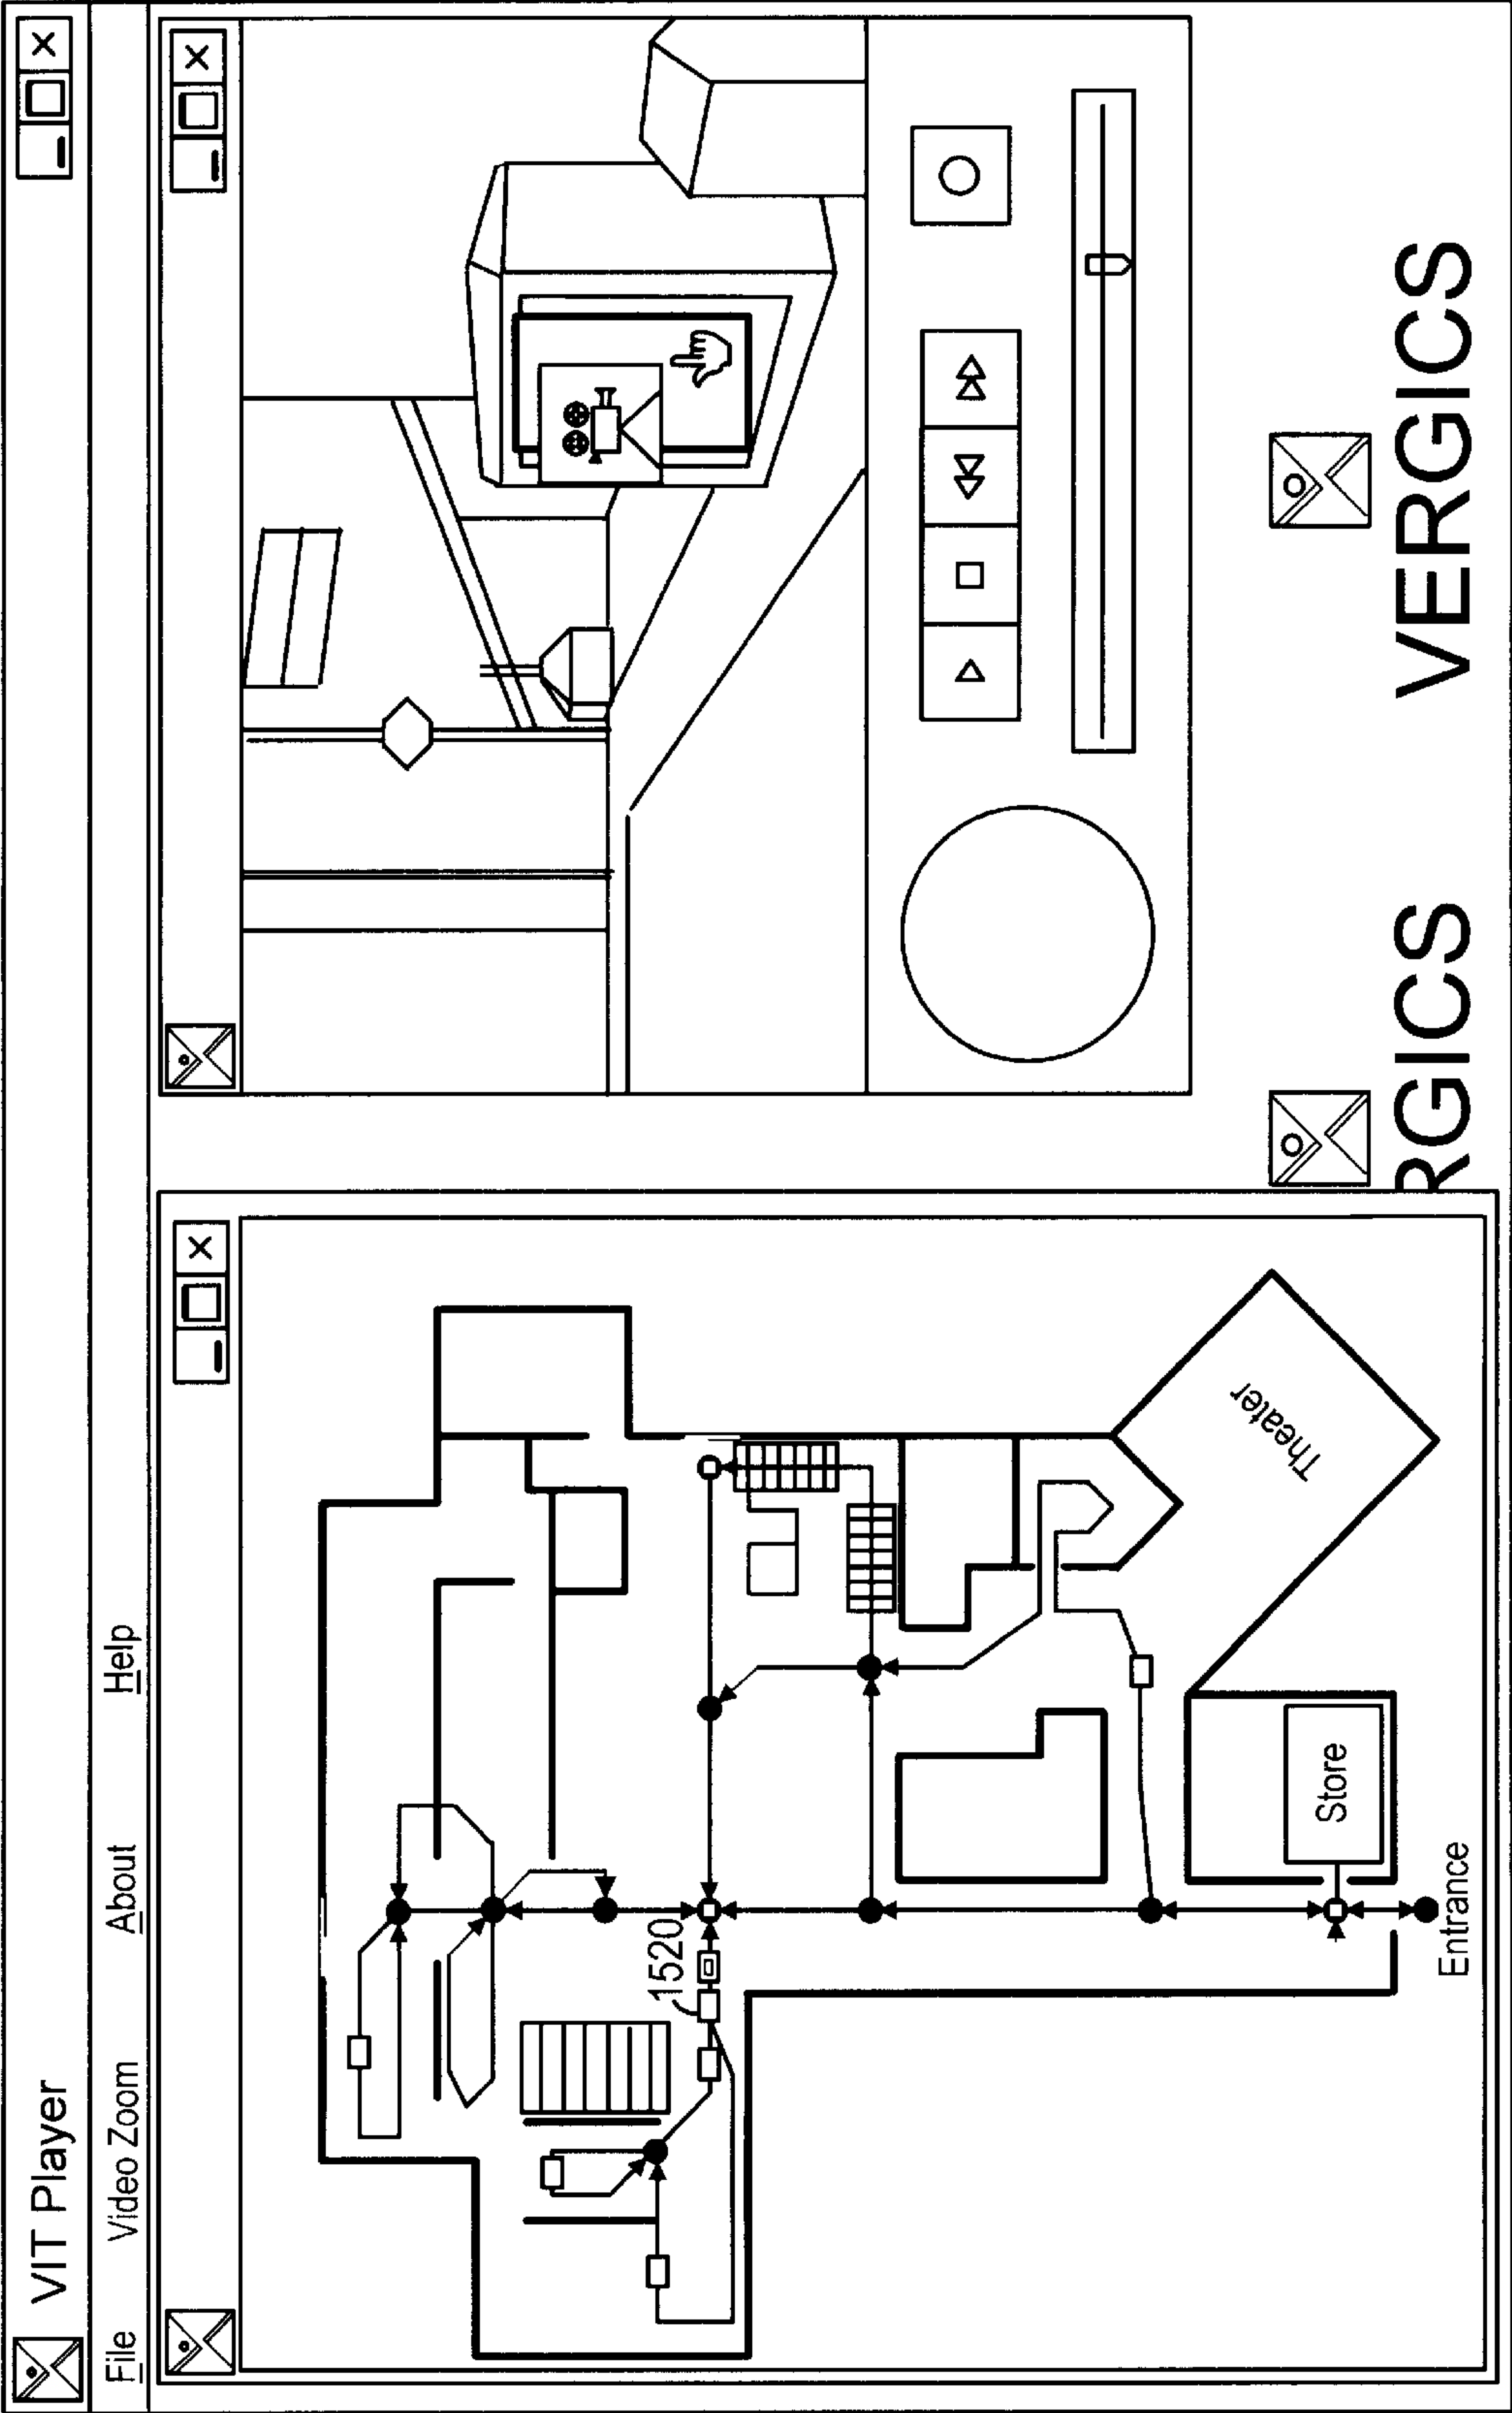 VIT Player
File Video Zoom About Help
1520
Theater
Store
Entrance
RGICS VERGICS